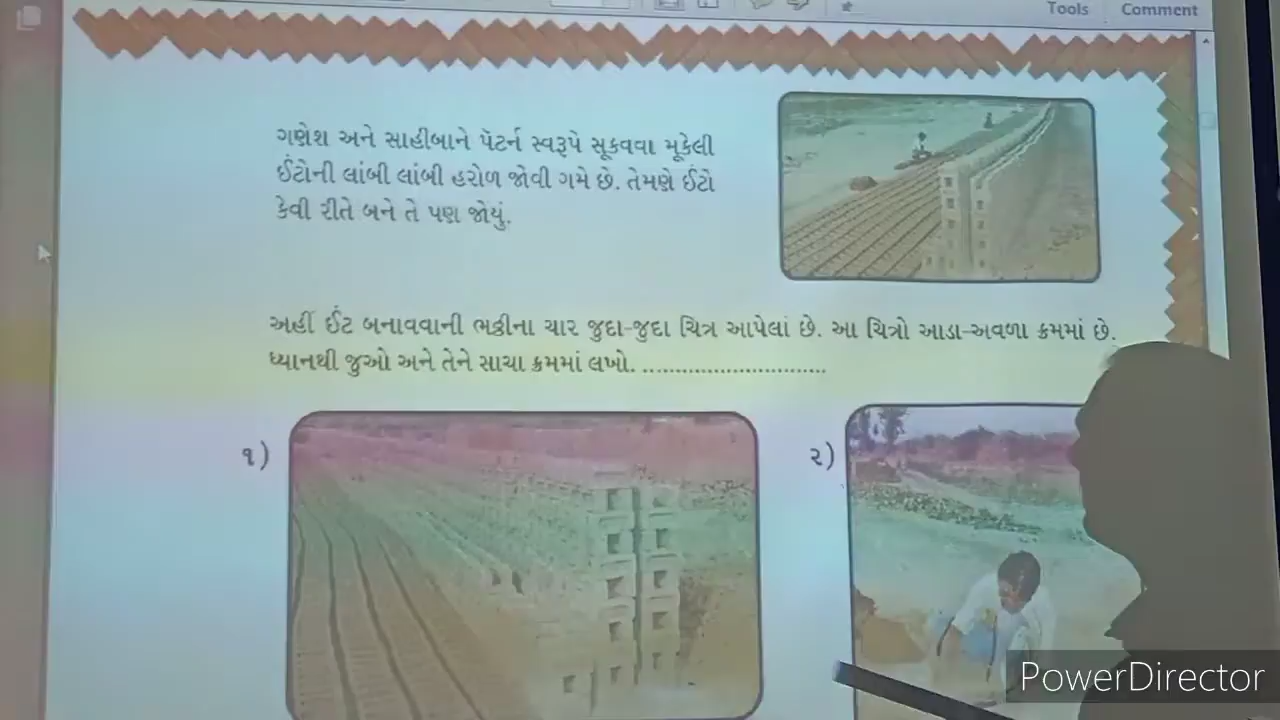 Tools
Comment
ગણેશ અને સાહીબાને પૅટર્ન સ્વરૂપે સૂકવવા મૂકેલી
ઈંટોની લાંબી લાંબી હરોળ જોવી ગમે છે. તેમણે ઈંટો
કેવી રીતે બને તે પણ જોયું.
અહીં ઈંટ બનાવવાની ભઠ્ઠીના ચાર જુદા-જુદા ચિત્ર આપેલાં છે. આ ચિત્રો આડા-અવળા ક્રમમાં છે.
ધ્યાનથી જુઓ અને તેને સાચા ક્રમમાં લખો. ............................
૧)
૨)
PowerDirector